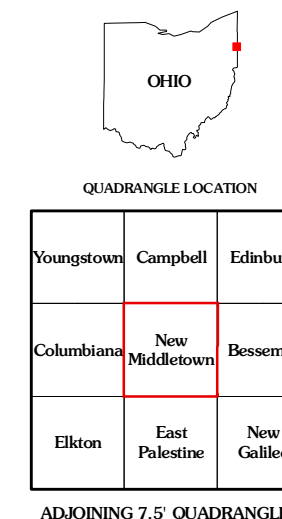 OHIO
QUADRANGLE LOCATION
Youngstown Campbell Edinbu
Columbiana New Middletown Bessem
Elkton East Palestine New Galile
ADJOINING 7.5' QUADRANGL